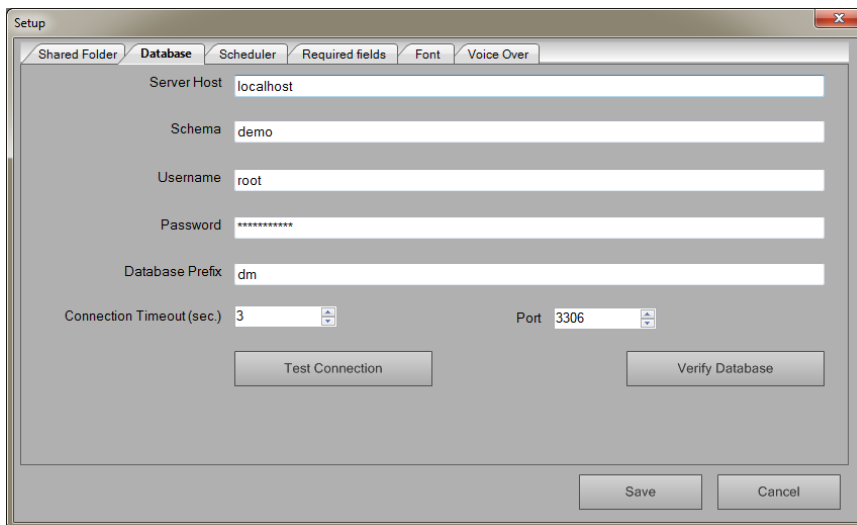 Setup
Shared Folder Database Scheduler Required fields Font Voice Over
Server Host localhost
Schema demo
Username root
Password ***********
Database Prefix dm
Connection Timeout (sec.) 3 Port 3306
Test Connection Verify Database
Save Cancel